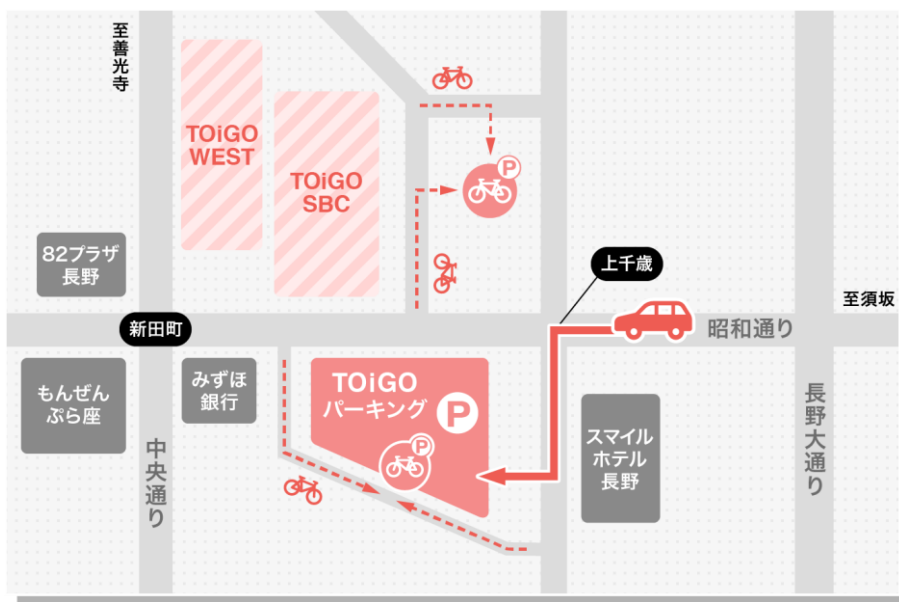 至善光寺
TOiGO
WEST
TOiGO
SBC
P
82プラザ
長野
上千歳
至須坂
新田町
昭和通り
もんぜん
ぷら座
みずほ
銀行
TOiGO
パーキング
P
P
スマイル
ホテル
長野
中央通り
長野大通り